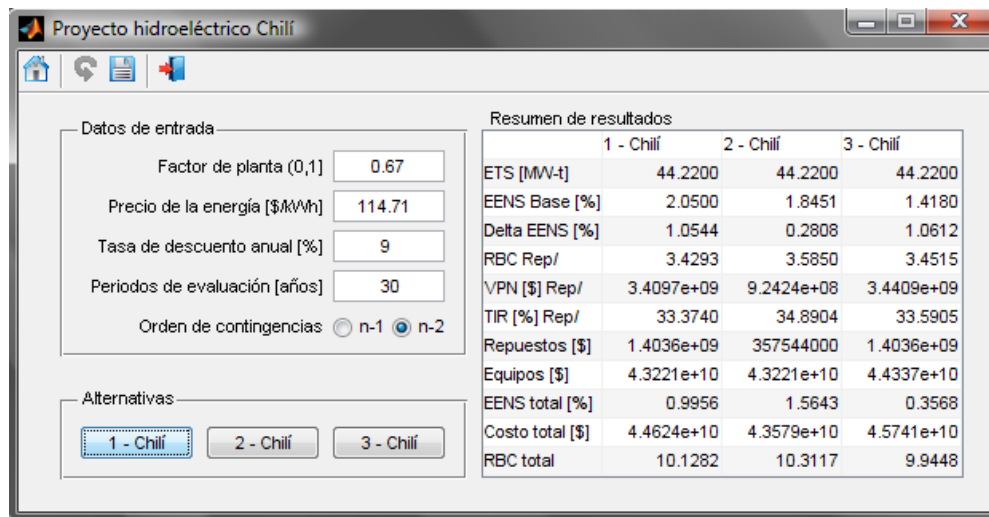 Proyecto hidroeléctrico Chilí
Datos de entrada
Factor de planta (0,1] 0.67
Precio de la energía [$/kWh] 114.71
Tasa de descuento anual [%] 9
Periodos de evaluación [años] 30
Orden de contingencias n-1 n-2
Alternativas
1 - Chilí 2 - Chilí 3 - Chilí
Resumen de resultados
1 - Chilí 2 - Chilí 3 - Chilí
ETS [MW-t] 44.2200 44.2200 44.2200
EENS Base [%] 2.0500 1.8451 1.4180
Delta EENS [%] 1.0544 0.2808 1.0612
RBC Rep/ 3.4293 3.5850 3.4515
VPN [$] Rep/ 3.4097e+09 9.2424e+08 3.4409e+09
TIR [%] Rep/ 33.3740 34.8904 33.5905
Repuestos [$] 1.4036e+09 357544000 1.4036e+09
Equipos [$] 4.3221e+10 4.3221e+10 4.4337e+10
EENS total [%] 0.9956 1.5643 0.3568
Costo total [$] 4.4624e+10 4.3579e+10 4.5741e+10
RBC total 10.1282 10.3117 9.9448